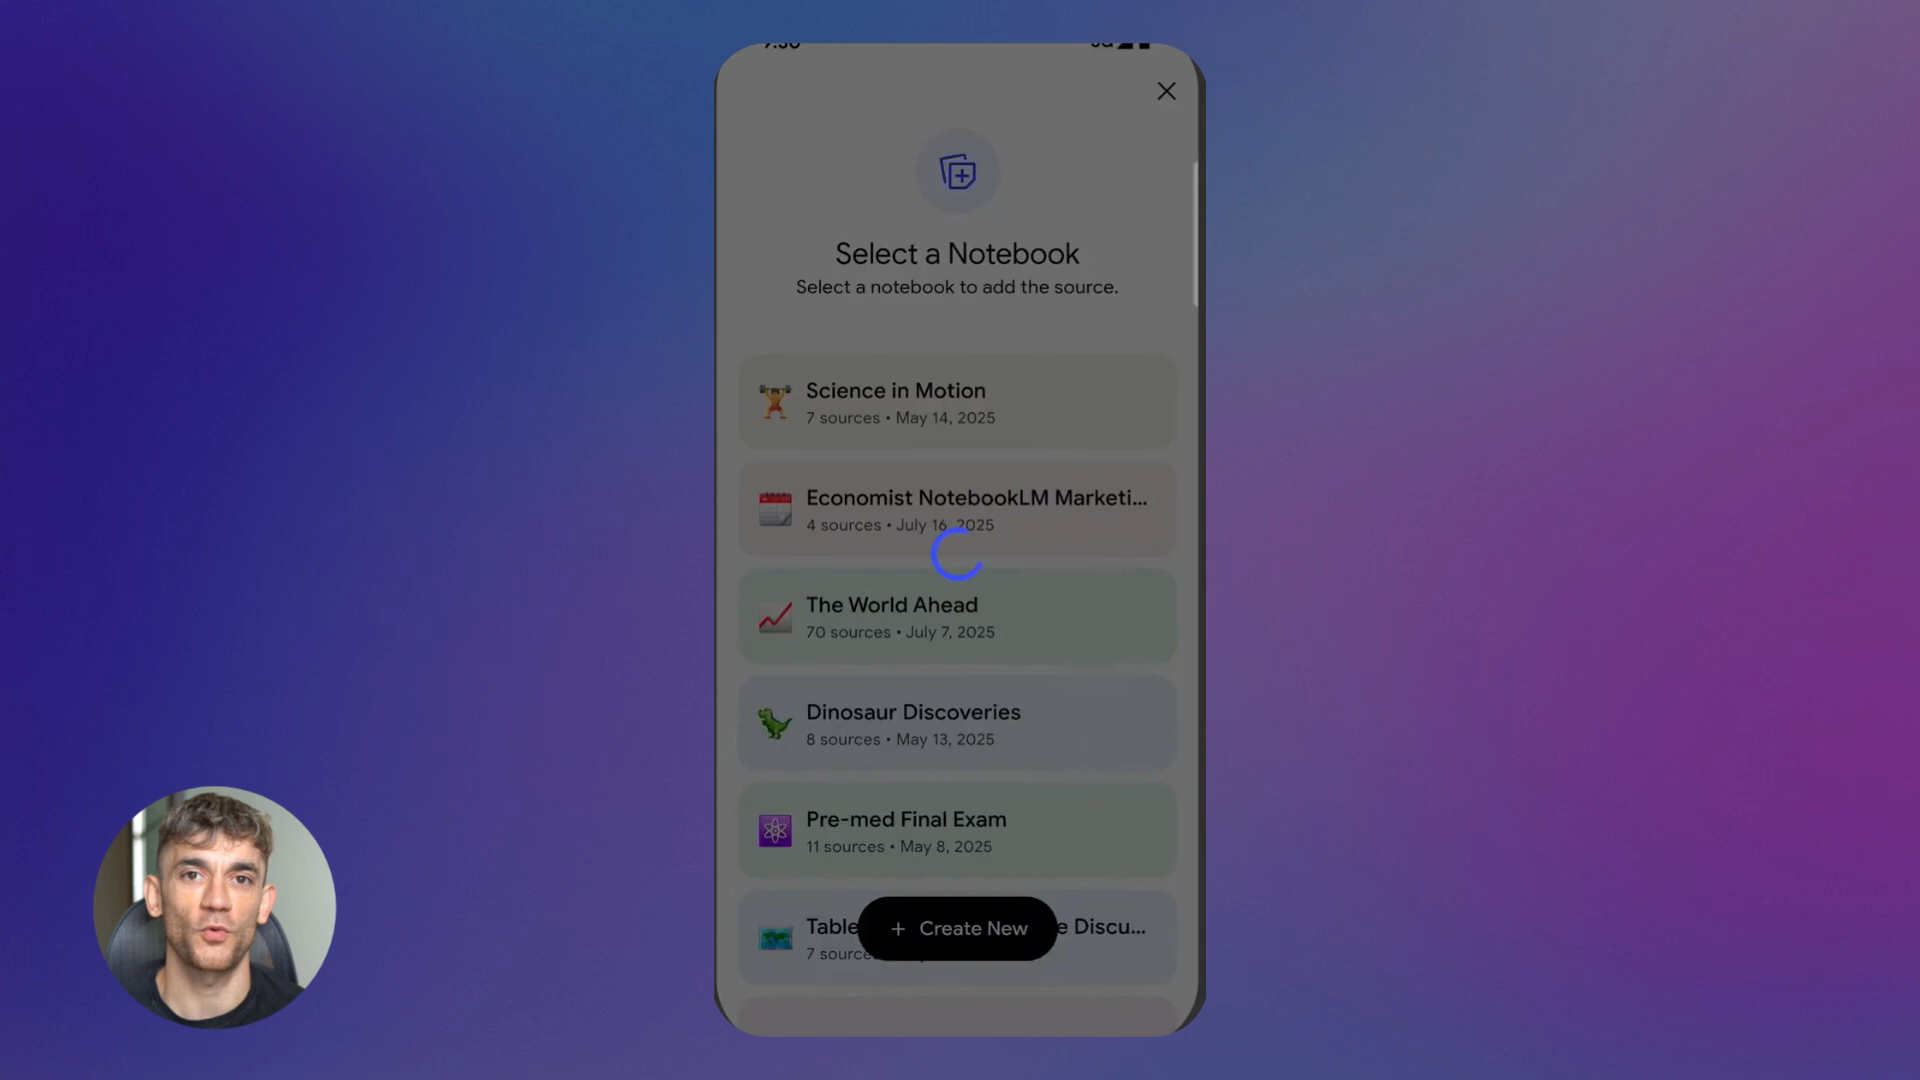 Select a Notebook
Select a notebook to add the source.
Science in Motion
7 sources • May 14, 2025
Economist NotebookLM Marketi...
4 sources • July 16, 2025
The World Ahead
70 sources • July 7, 2025
Dinosaur Discoveries
8 sources • May 13, 2025
Pre-med Final Exam
11 sources • May 8, 2025
Table e Discu...
+ Create New
7 source